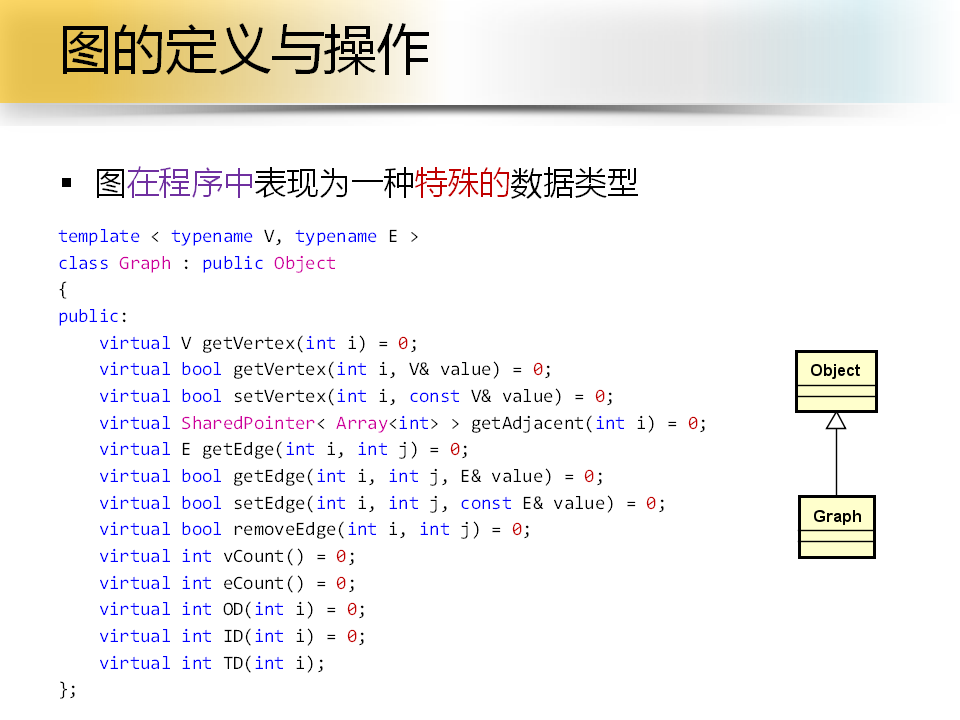 图的定义与操作
▪ 图在程序中表现为一种特殊的数据类型
template < typename V, typename E >
class Graph : public Object
{
public:
    virtual V getVertex(int i) = 0;
    virtual bool getVertex(int i, V& value) = 0;
    virtual bool setVertex(int i, const V& value) = 0;
    virtual SharedPointer< Array<int> > getAdjacent(int i) = 0;
    virtual E getEdge(int i, int j) = 0;
    virtual bool getEdge(int i, int j, E& value) = 0;
    virtual bool setEdge(int i, int j, const E& value) = 0;
    virtual bool removeEdge(int i, int j) = 0;
    virtual int vCount() = 0;
    virtual int eCount() = 0;
    virtual int OD(int i) = 0;
    virtual int ID(int i) = 0;
    virtual int TD(int i);
};
Object
Graph